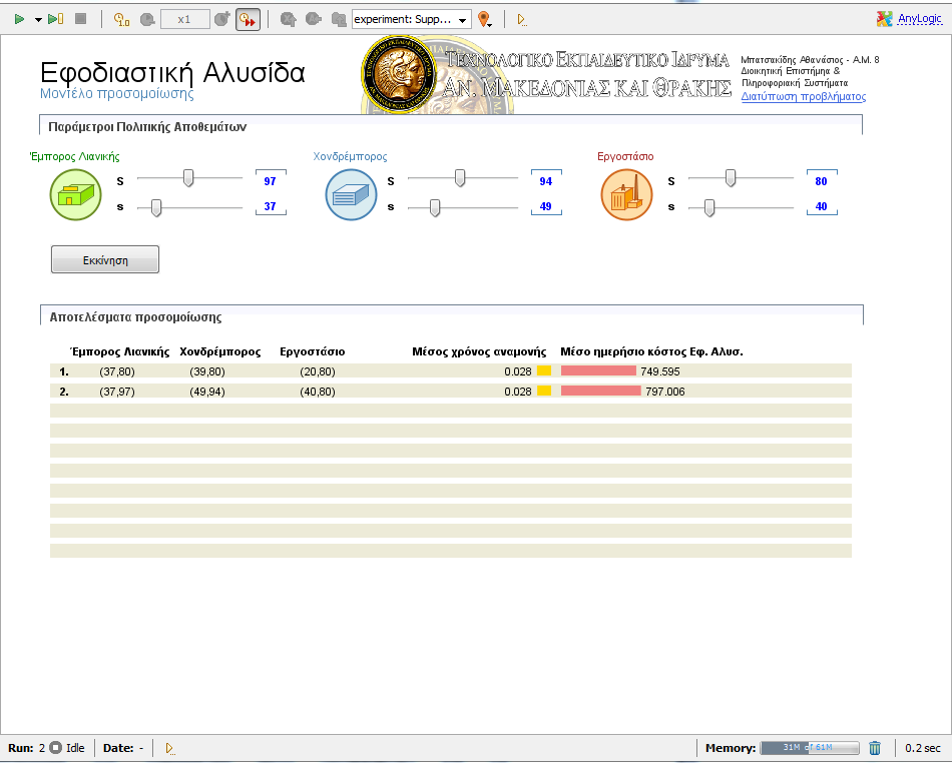 x1
experiment: Supp...
AnyLogic
Εφοδιαστική Αλυσίδα
Μοντέλο προσομοίωσης
ΤΕΧΝΟΛΟΓΙΚΟ ΕΚΠΑΙΔΕΥΤΙΚΟ ΙΔΡΥΜΑ
ΑΝ. ΜΑΚΕΔΟΝΙΑΣ ΚΑΙ ΘΡΑΚΗΣ
Μπατσικίδης Αθανάσιος - Α.Μ. 8
Διοικητική Επιστήμη &
Πληροφοριακή Συστήματα
Διατύπωση προβλήματος
Παράμετροι Πολιτικής Αποθεμάτων
Έμπορος Λιανικής Χονδρέμπορος Εργοστάσιο
S 97 S 94 S 80
s 37 s 49 s 40
Εκκίνηση
Αποτελέσματα προσομοίωσης
Έμπορος Λιανικής Χονδρέμπορος Εργοστάσιο Μέσος χρόνος αναμονής Μέσο ημερήσιο κόστος Εφ. Αλυσ.
1. (37,80) (39,80) (20,80) 0.028 749.595
2. (37,97) (49,94) (40,80) 0.028 797.006
Run: 2 Idle Date: - Memory: 31M of 61M 0.2 sec